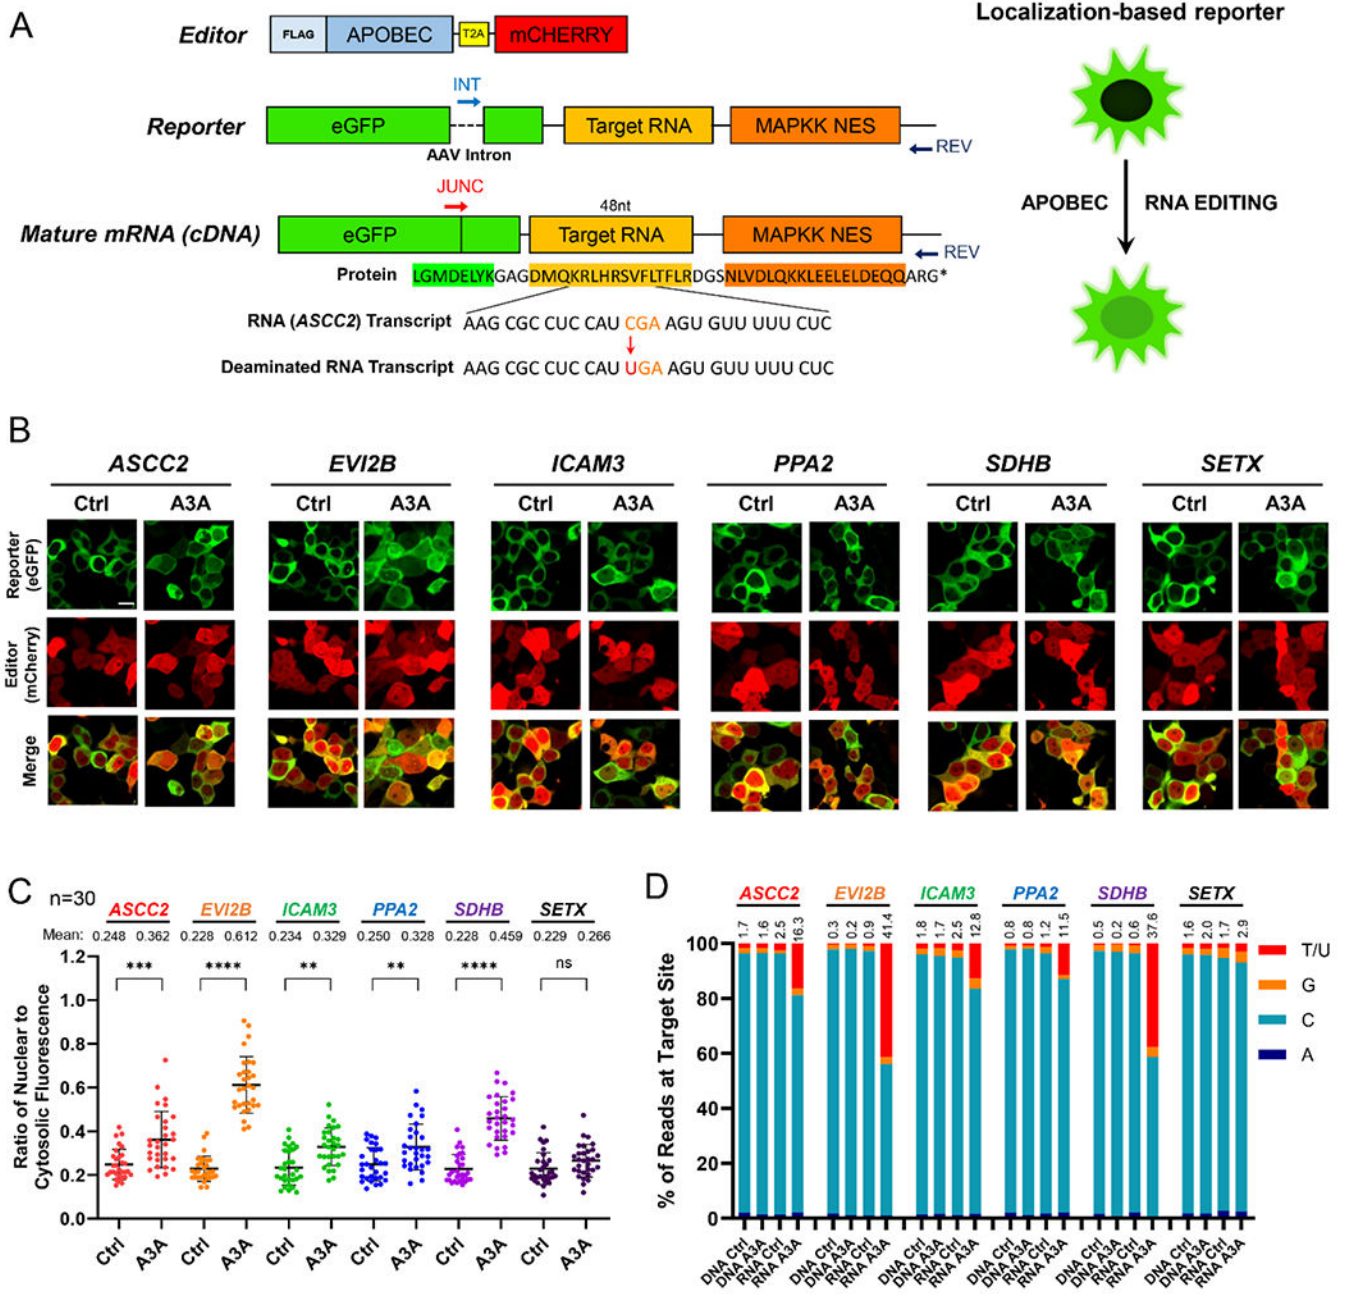 A
Localization-based reporter
Editor FLAG APOBEC T2A mCHERRY
INT
Reporter eGFP Target RNA MAPKK NES
AAV Intron
REV
JUNC
48nt
APOBEC RNA EDITING
Mature mRNA (cDNA) eGFP Target RNA MAPKK NES
REV
Protein LGMDELYKGAGDMQKRLHRSVFLTFLRDGSNLVDLQKKLEELELDEQQARG*
RNA (ASCC2) Transcript AAG CGC CUC CAU CGA AGU GUU UUU CUC
Deaminated RNA Transcript AAG CGC CUC CAU UGA AGU GUU UUU CUC
B
ASCC2 EVI2B ICAM3 PPA2 SDHB SETX
Ctrl A3A Ctrl A3A Ctrl A3A Ctrl A3A Ctrl A3A Ctrl A3A
Reporter
(eGFP)
Editor
(mCherry)
Merge
C
n=30
ASCC2 EVI2B ICAM3 PPA2 SDHB SETX
Mean: 0.248 0.362 0.228 0.612 0.234 0.329 0.250 0.328 0.228 0.459 0.229 0.266
*** **** ** ** **** ns
Ratio of Nuclear to
Cytosolic Fluorescence
1.2
1.0
0.8
0.6
0.4
0.2
0.0
Ctrl A3A Ctrl A3A Ctrl A3A Ctrl A3A Ctrl A3A Ctrl A3A
D
ASCC2 EVI2B ICAM3 PPA2 SDHB SETX
1.7 1.6 2.5 16.3 0.3 0.2 0.9 41.4 1.8 1.7 2.5 12.8 0.8 0.8 1.2 11.5 0.5 0.2 0.6 37.6 1.6 2.0 1.7 2.9
% of Reads at Target Site
100
80
60
40
20
0
T/U
G
C
A
DNA Ctrl DNA A3A RNA Ctrl RNA A3A DNA Ctrl DNA A3A RNA Ctrl RNA A3A DNA Ctrl DNA A3A RNA Ctrl RNA A3A DNA Ctrl DNA A3A RNA Ctrl RNA A3A DNA Ctrl DNA A3A RNA Ctrl RNA A3A DNA Ctrl DNA A3A RNA Ctrl RNA A3A